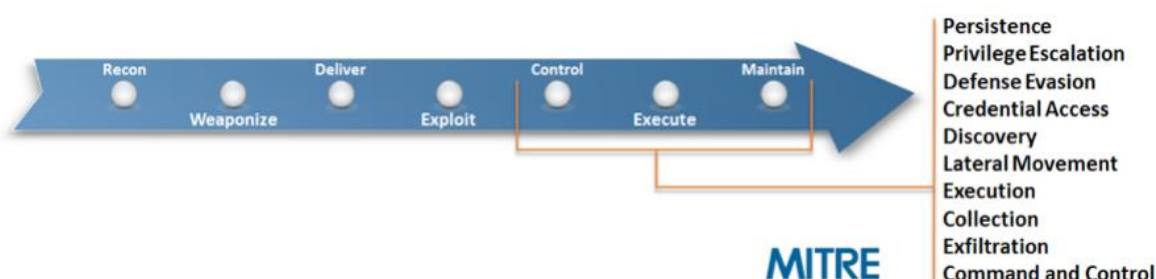 Recon
Weaponize
Deliver
Exploit
Control
Execute
Maintain
Persistence
Privilege Escalation
Defense Evasion
Credential Access
Discovery
Lateral Movement
Execution
Collection
Exfiltration
Command and Control
MITRE